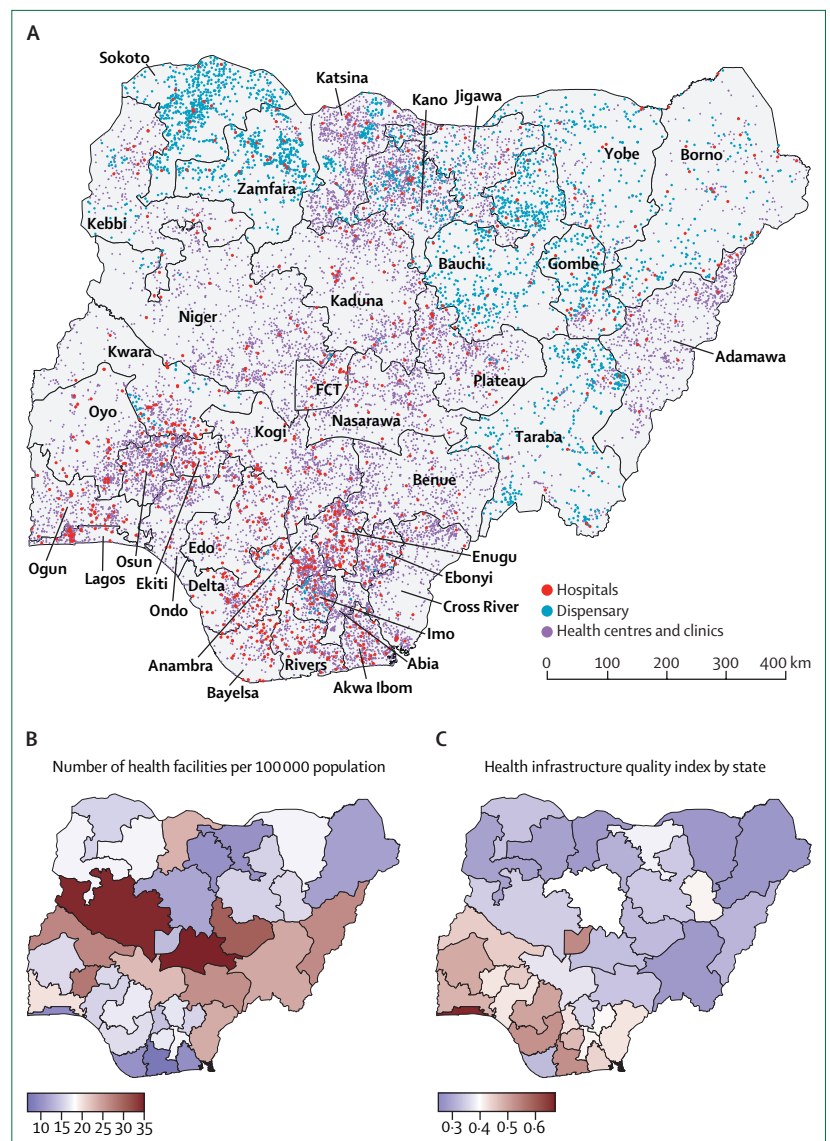 A
Sokoto
Katsina
Kano
Jigawa
Yobe
Borno
Zamfara
Kebbi
Bauchi
Gombe
Kaduna
Niger
Adamawa
Kwara
Plateau
FCT
Oyo
Nasarawa
Kogi
Taraba
Benue
Edo
Enugu
Osun
Ogun
Lagos
Ekiti
Ebonyi
Delta
Hospitals
Ondo
Cross River
Dispensary
Imo
Health centres and clinics
Anambra
Rivers
Abia
0 100 200 300 400 km
Bayelsa
Akwa Ibom
B
Number of health facilities per 100 000 population
10 15 20 25 30 35
C
Health infrastructure quality index by state
0·3 0·4 0·5 0·6